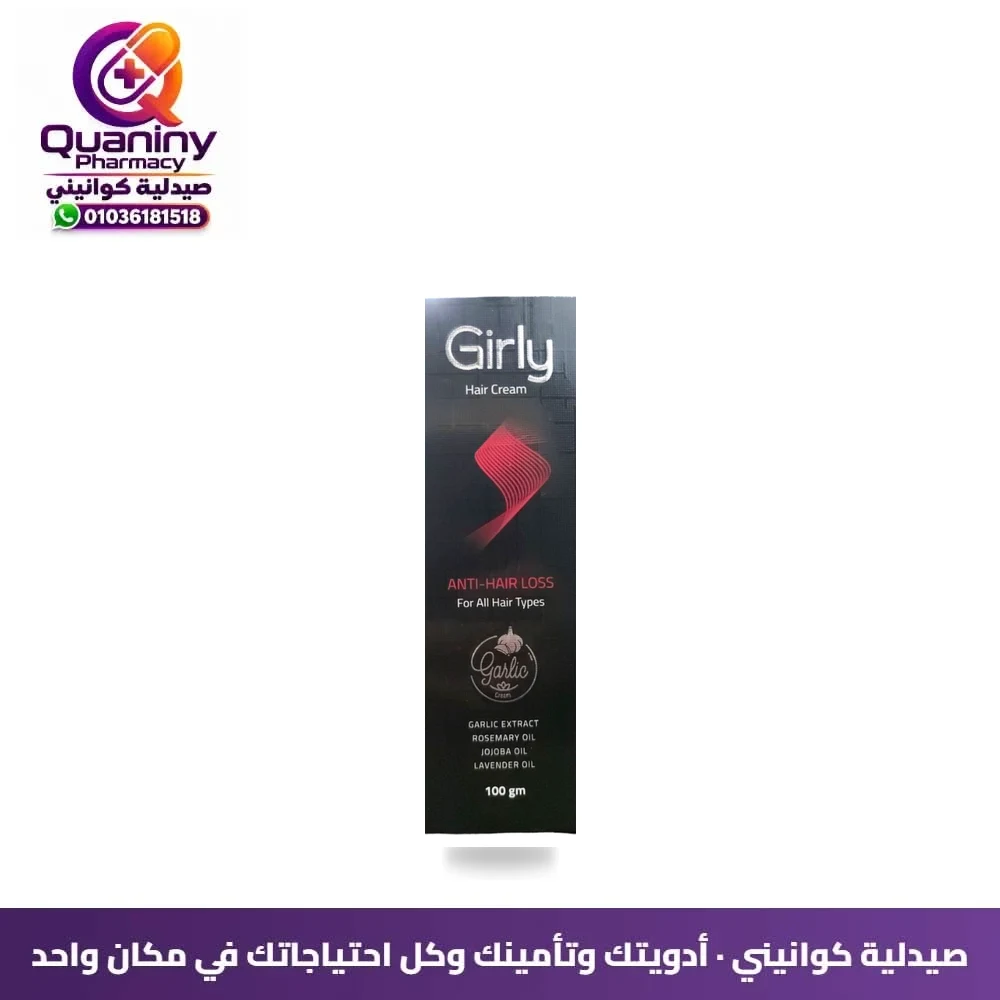 Quaniny
Pharmacy
صيدلية كوانيني
01036181518
Girly
Hair Cream
ANTI-HAIR LOSS
For All Hair Types
Garlic
Cream
GARLIC EXTRACT
ROSEMARY OIL
JOJOBA OIL
LAVENDER OIL
100 gm
صيدلية كوانيني · أدويتك وتأمينك وكل احتياجاتك في مكان واحد